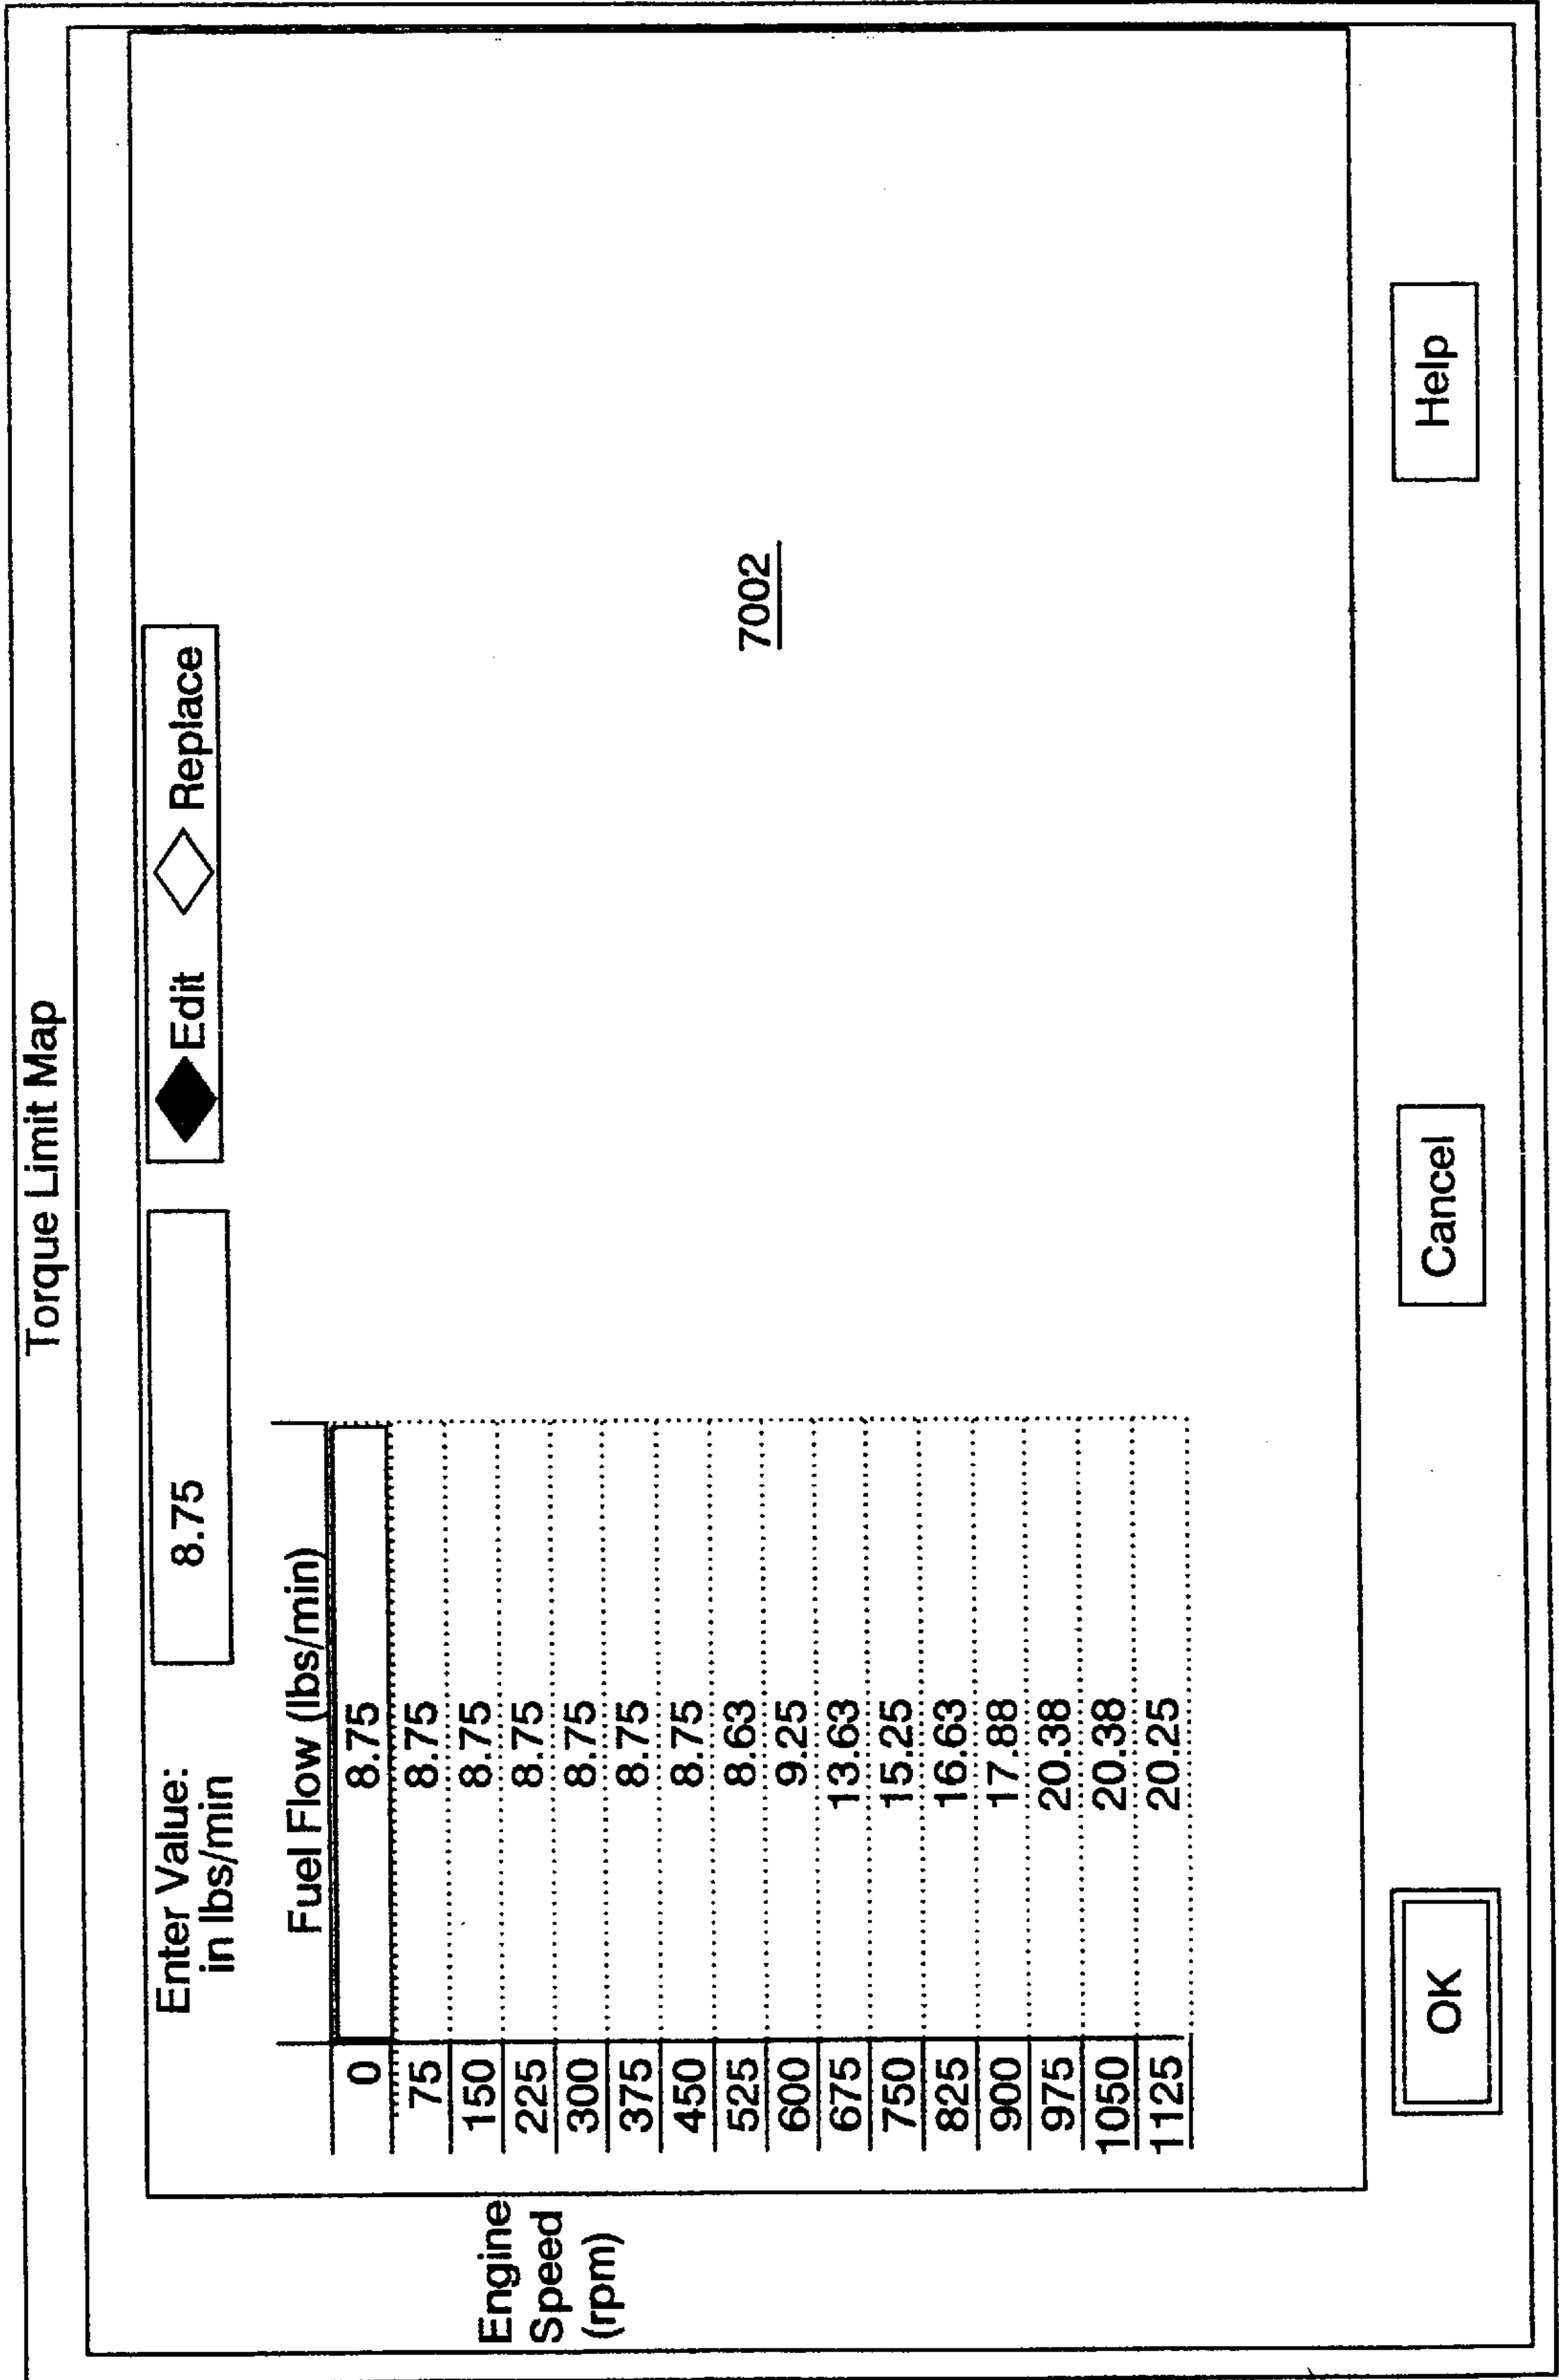 Torque Limit Map
Enter Value:
in lbs/min
8.75
Edit Replace
Fuel Flow (lbs/min)
Engine
Speed
(rpm)
0 8.75
75 8.75
150 8.75
225 8.75
300 8.75
375 8.75
450 8.75
525 8.63
600 9.25
675 13.63
750 15.25
825 16.63
900 17.88
975 20.38
1050 20.38
1125 20.25
7002
OK Cancel Help